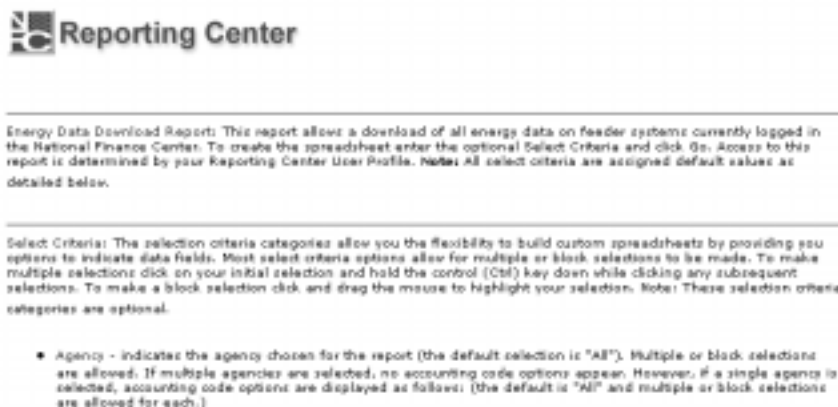 NFC Reporting Center
Energy Data Download Report: This report allows a download of all energy data on feeder systems currently logged in
the National Finance Center. To create the spreadsheet enter the optional Select Criteria and click Go. Access to this
report is determined by your Reporting Center User Profile. Note: All select criteria are assigned default values as
detailed below.
Select Criteria: The selection criteria categories allow you the flexibility to build custom spreadsheets by providing you
options to indicate data fields. Most select criteria options allow for multiple or block selections to be made. To make
multiple selections click on your initial selection and hold the control (Ctrl) key down while clicking any subsequent
selections. To make a block selection click and drag the mouse to highlight your selection. Note: These selection criteria
categories are optional.
• Agency - indicates the agency chosen for the report (the default selection is "All"). Multiple or block selections
are allowed. If multiple agencies are selected, no accounting code options appear. However, if a single agency is
selected, accounting code options are displayed as follows: (the default is "All" and multiple or block selections
are allowed for each.)